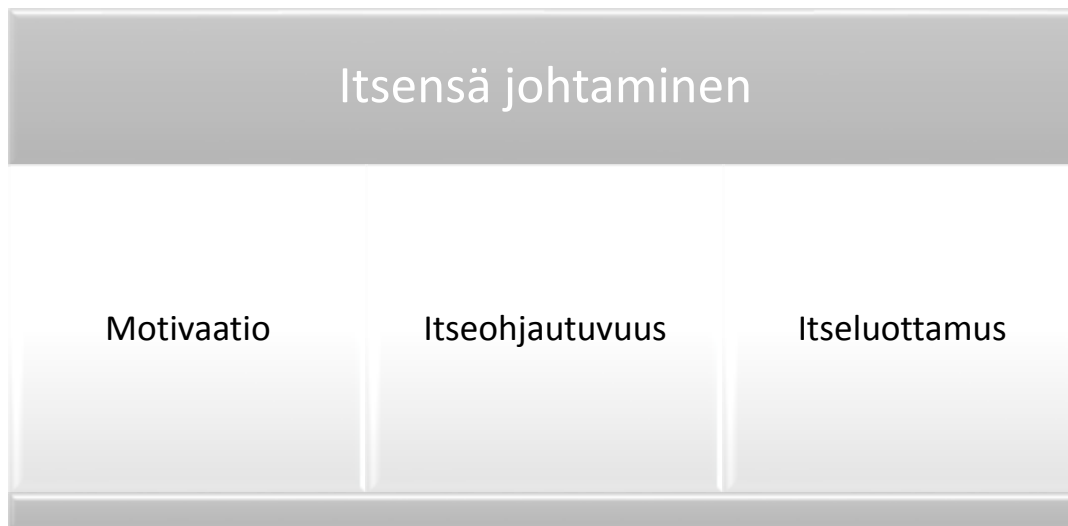 Itsensä johtaminen
Motivaatio
Itseohjautuvuus
Itseluottamus